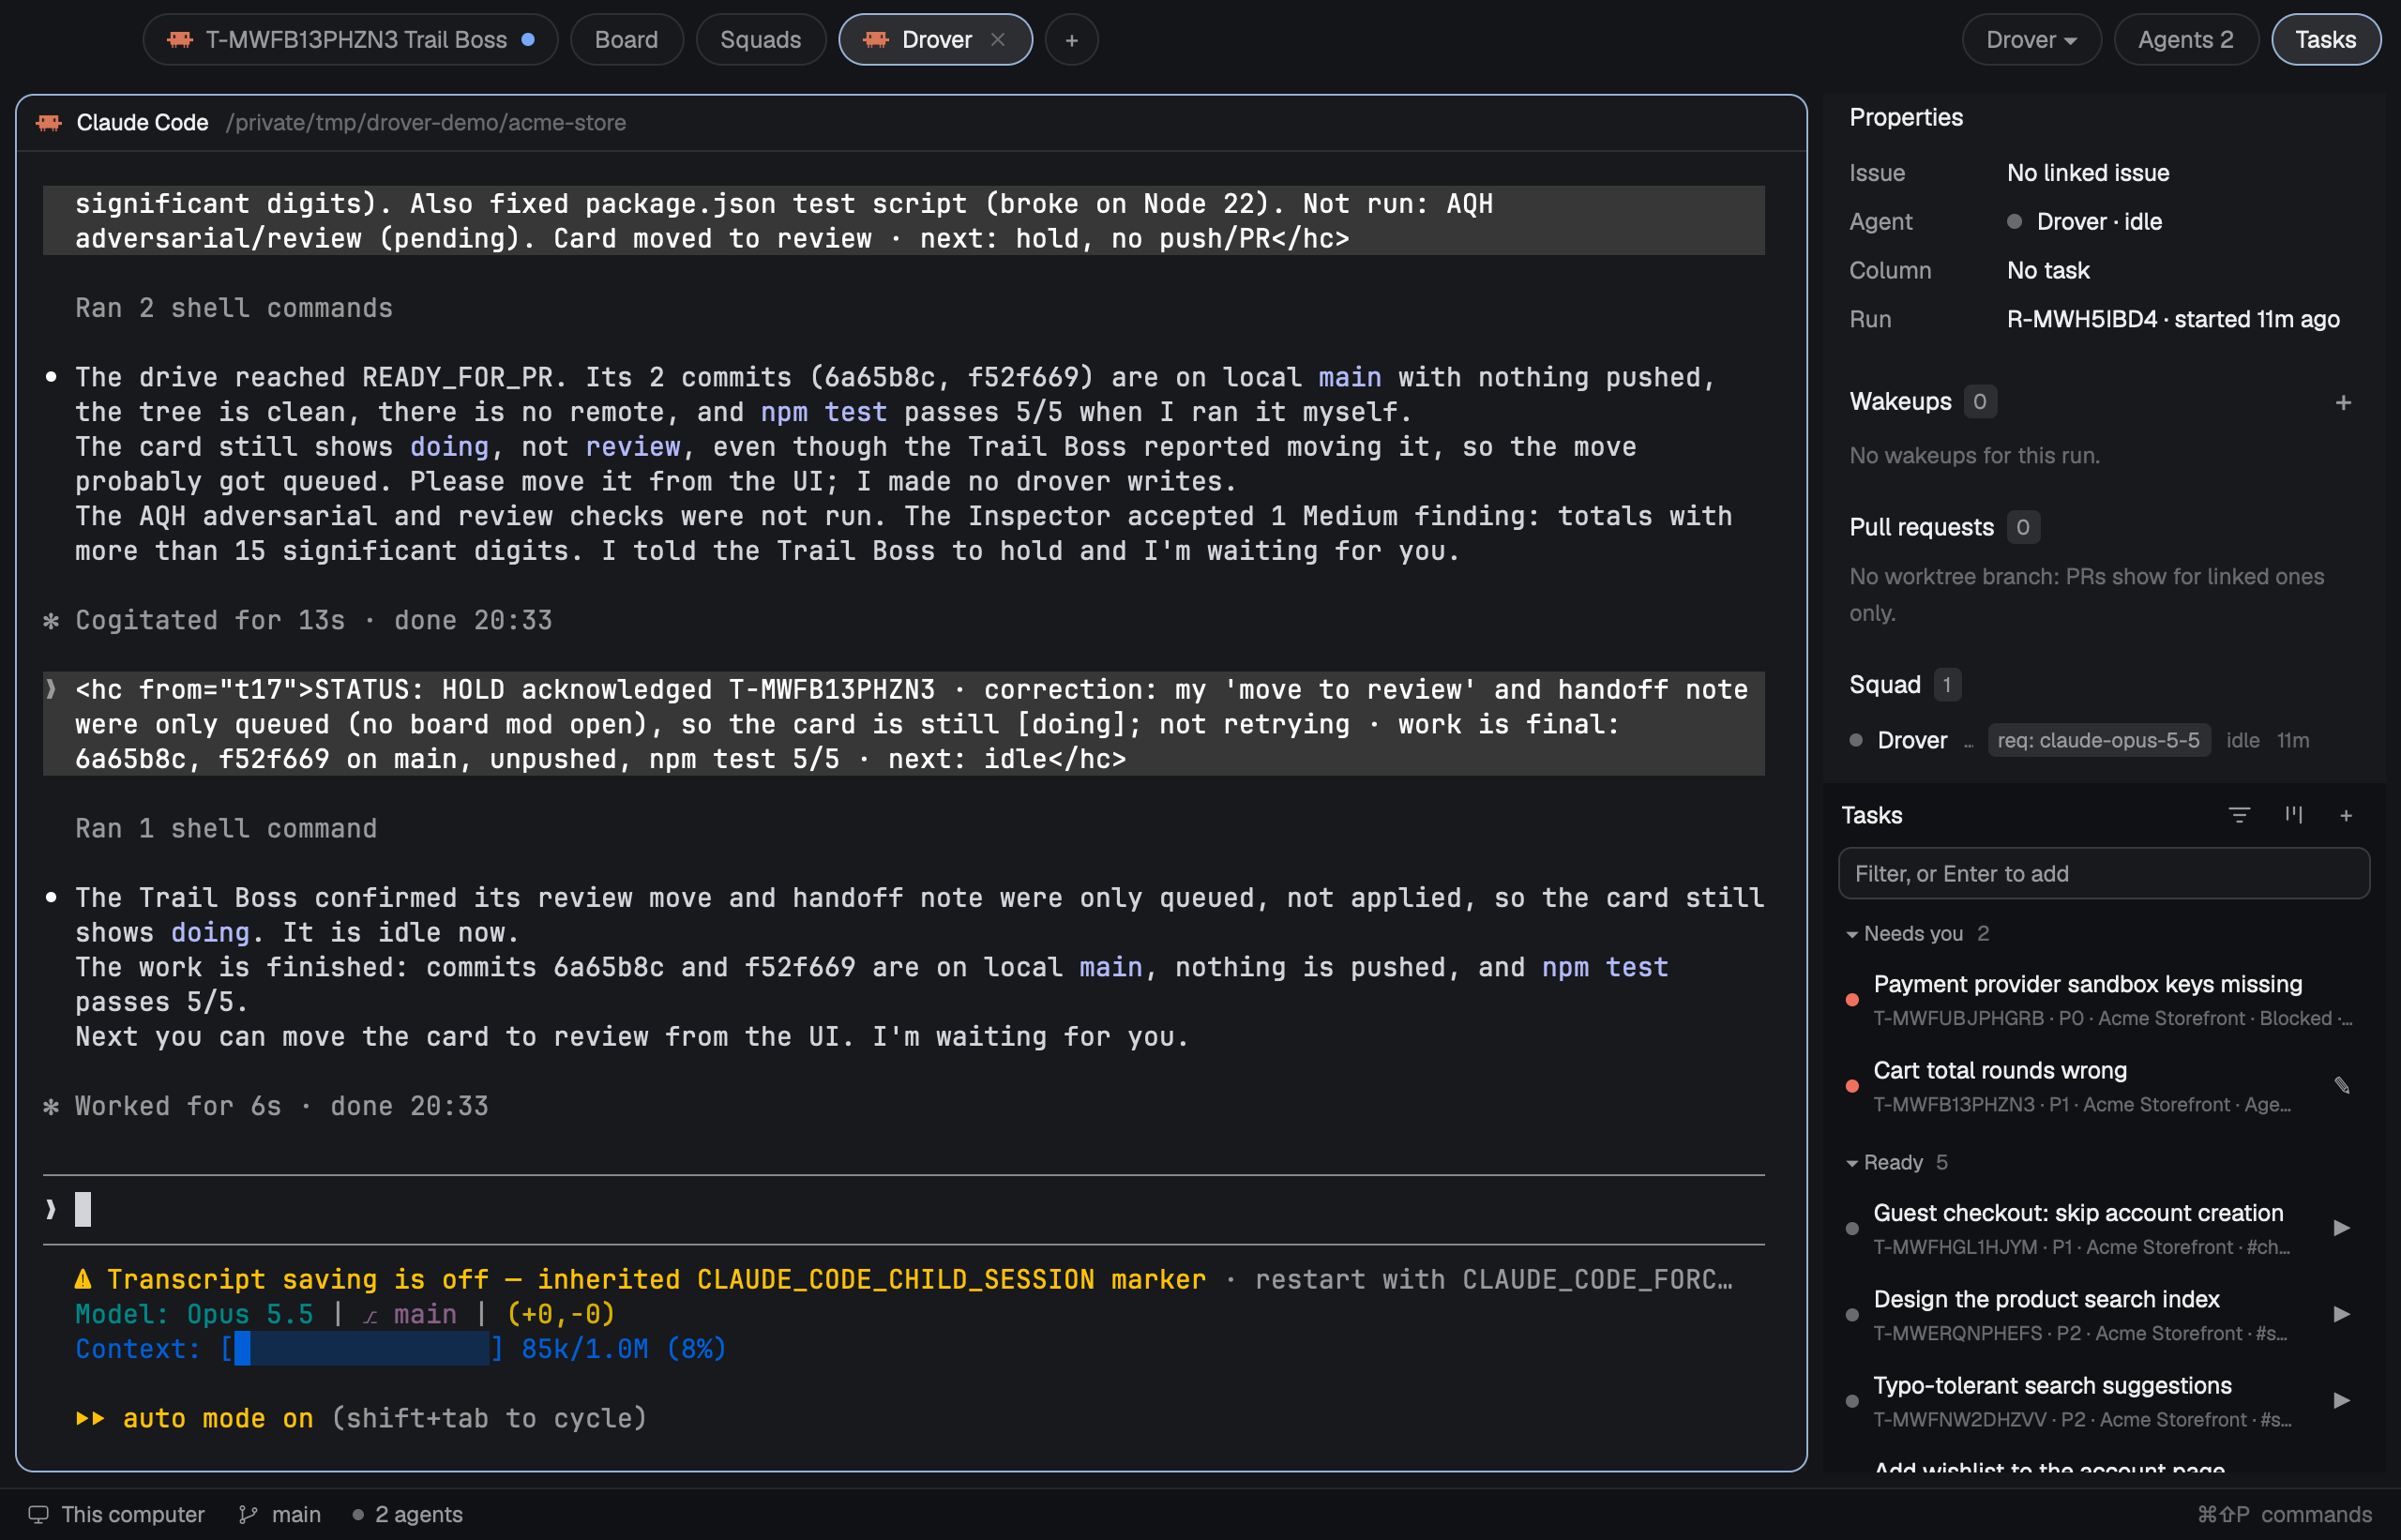 T-MWFB13PHZN3 Trail Boss
Board
Squads
Drover
Drover
Agents 2
Tasks
Claude Code /private/tmp/drover-demo/acme-store
significant digits). Also fixed package.json test script (broke on Node 22). Not run: AQH
adversarial/review (pending). Card moved to review · next: hold, no push/PR</hc>
Ran 2 shell commands
The drive reached READY_FOR_PR. Its 2 commits (6a65b8c, f52f669) are on local main with nothing pushed,
the tree is clean, there is no remote, and npm test passes 5/5 when I ran it myself.
The card still shows doing, not review, even though the Trail Boss reported moving it, so the move
probably got queued. Please move it from the UI; I made no drover writes.
The AQH adversarial and review checks were not run. The Inspector accepted 1 Medium finding: totals with
more than 15 significant digits. I told the Trail Boss to hold and I'm waiting for you.
✻ Cogitated for 13s · done 20:33
❯ <hc from="t17">STATUS: HOLD acknowledged T-MWFB13PHZN3 · correction: my 'move to review' and handoff note
were only queued (no board mod open), so the card is still [doing]; not retrying · work is final:
6a65b8c, f52f669 on main, unpushed, npm test 5/5 · next: idle</hc>
Ran 1 shell command
The Trail Boss confirmed its review move and handoff note were only queued, not applied, so the card still
shows doing. It is idle now.
The work is finished: commits 6a65b8c and f52f669 are on local main, nothing is pushed, and npm test
passes 5/5.
Next you can move the card to review from the UI. I'm waiting for you.
✻ Worked for 6s · done 20:33
❯
⚠ Transcript saving is off — inherited CLAUDE_CODE_CHILD_SESSION marker · restart with CLAUDE_CODE_FORC…
Model: Opus 5.5 | ⌥ main | (+0,-0)
Context: [ ] 85k/1.0M (8%)
⏵⏵ auto mode on (shift+tab to cycle)
Properties
Issue No linked issue
Agent Drover · idle
Column No task
Run R-MWH5IBD4 · started 11m ago
Wakeups 0 +
No wakeups for this run.
Pull requests 0
No worktree branch: PRs show for linked ones
only.
Squad 1
Drover … req: claude-opus-5-5 idle 11m
Tasks
Filter, or Enter to add
Needs you 2
Payment provider sandbox keys missing
T-MWFUBJPHGRB · P0 · Acme Storefront · Blocked ·…
Cart total rounds wrong
T-MWFB13PHZN3 · P1 · Acme Storefront · Age…
Ready 5
Guest checkout: skip account creation
T-MWFHGL1HJYM · P1 · Acme Storefront · #ch…
Design the product search index
T-MWERQNPHEFS · P2 · Acme Storefront · #s…
Typo-tolerant search suggestions
T-MWFNW2DHZVV · P2 · Acme Storefront · #s…
Add wishlist to the account page
This computer main 2 agents
⌘⇧P commands